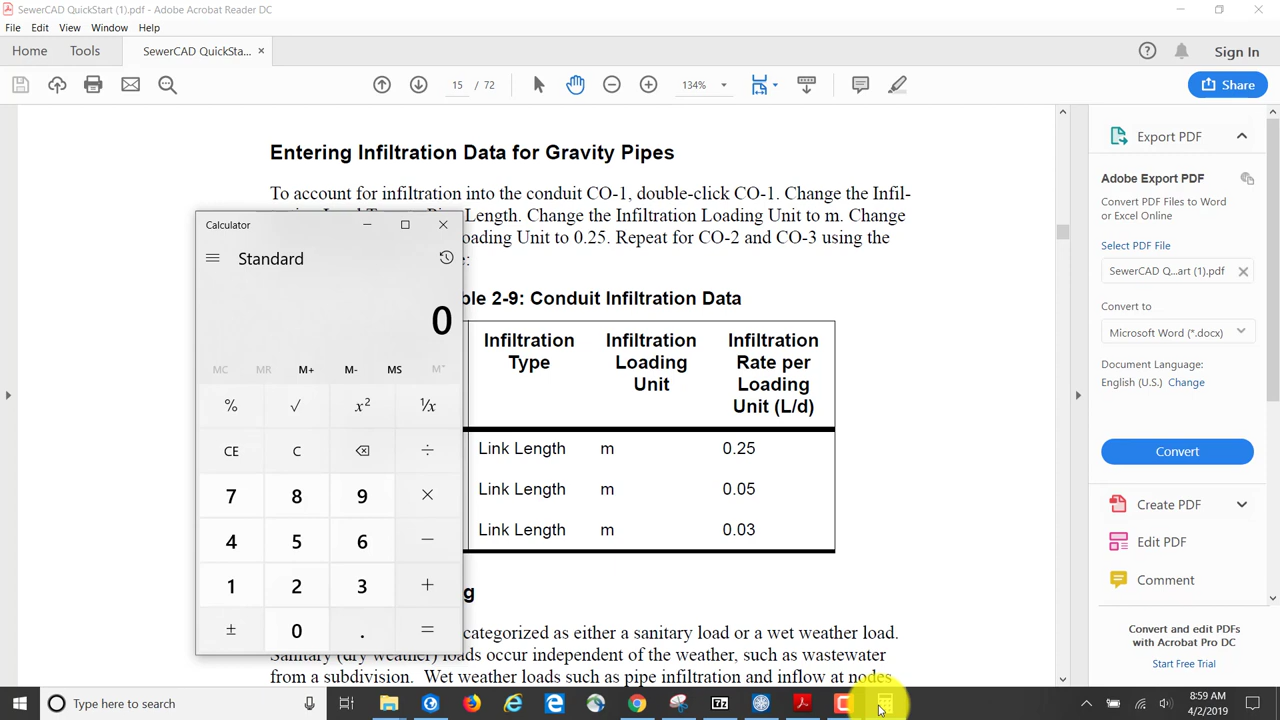 SewerCAD QuickStart (1).pdf - Adobe Acrobat Reader DC
File Edit View Window Help
Home Tools SewerCAD QuickSta... × Sign In
15 / 72 134% Share
Entering Infiltration Data for Gravity Pipes
To account for infiltration into the conduit CO-1, double-click CO-1. Change the Infil-
Length. Change the Infiltration Loading Unit to m. Change
oading Unit to 0.25. Repeat for CO-2 and CO-3 using the
e:
ble 2-9: Conduit Infiltration Data
Infiltration Type
Infiltration Loading Unit
Infiltration Rate per Loading Unit (L/d)
Link Length m 0.25
Link Length m 0.05
Link Length m 0.03
g
categorized as either a sanitary load or a wet weather load.
Sanitary (dry weather) loads occur independent of the weather, such as wastewater
from a subdivision. Wet weather loads such as pipe infiltration and inflow at nodes
Calculator
Standard
0
MC MR M+ M- MS M˅
% √ x² ⅟x
CE C ÷
7 8 9 ×
4 5 6 −
1 2 3 +
± 0 . =
Export PDF
Adobe Export PDF
Convert PDF Files to Word
or Excel Online
Select PDF File
SewerCAD Q...art (1).pdf
Convert to
Microsoft Word (*.docx)
Document Language:
English (U.S.) Change
Convert
Create PDF
Edit PDF
Comment
Convert and edit PDFs
with Acrobat Pro DC
Start Free Trial
Type here to search
8:59 AM
4/2/2019